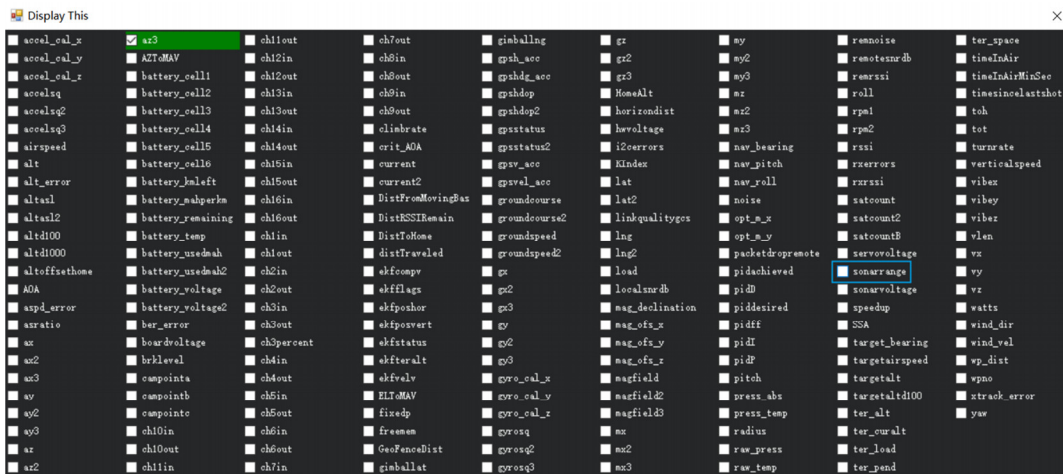 Display This
accel_cal_x
accel_cal_y
accel_cal_z
accelsq
accelsq2
accelsq3
airspeed
alt
alt_error
altasl
altasl2
altd100
altd1000
altoffsethome
AOA
aspd_error
asratio
ax
ax2
ax3
ay
ay2
ay3
az
az2
az3
AZToMAV
battery_cell1
battery_cell2
battery_cell3
battery_cell4
battery_cell5
battery_cell6
battery_kmleft
battery_mahperkm
battery_remaining
battery_temp
battery_usedmah
battery_usedmah2
battery_voltage
battery_voltage2
ber_error
boardvoltage
brklevel
campointa
campointb
campointc
ch10in
ch10out
ch11in
ch11out
ch12in
ch12out
ch13in
ch13out
ch14in
ch14out
ch15in
ch15out
ch16in
ch16out
ch1in
ch1out
ch2in
ch2out
ch3in
ch3out
ch3percent
ch4in
ch4out
ch5in
ch5out
ch6in
ch6out
ch7in
ch7out
ch8in
ch8out
ch9in
ch9out
climbrate
crit_AOA
current
current2
DistFromMovingBas
DistRSSIRemain
DistToHome
distTraveled
ekfcompv
ekfflags
ekfposhor
ekfposvert
ekfstatus
ekfteralt
ekfvelv
ELToMAV
fixedp
freemem
GeoFenceDist
gimballat
gimballng
gpsh_acc
gpshdg_acc
gpshdop
gpshdop2
gpsstatus
gpsstatus2
gpsv_acc
gpsvel_acc
groundcourse
groundcourse2
groundspeed
groundspeed2
gx
gx2
gx3
gy
gy2
gy3
gyro_cal_x
gyro_cal_y
gyro_cal_z
gyrosq
gyrosq2
gyrosq3
gz
gz2
gz3
HomeAlt
horizondist
hwvoltage
i2cerrors
KIndex
lat
lat2
linkqualitygcs
lng
lng2
load
localsnrdb
mag_declination
mag_ofs_x
mag_ofs_y
mag_ofs_z
magfield
magfield2
magfield3
mx
mx2
mx3
my
my2
my3
mz
mz2
mz3
nav_bearing
nav_pitch
nav_roll
noise
opt_m_x
opt_m_y
packetdropremote
pidachieved
pidD
piddesired
pidff
pidI
pidP
pitch
press_abs
press_temp
radius
raw_press
raw_temp
remnoise
remotesnrdb
remrssi
roll
rpm1
rpm2
rssi
rxerrors
rxrssi
satcount
satcount2
satcountB
servovoltage
sonarrange
sonarvoltage
speedup
SSA
target_bearing
targetairspeed
targetalt
targetaltd100
ter_alt
ter_curalt
ter_load
ter_pend
ter_space
timeInAir
timeInAirMinSec
timesincelastshot
toh
tot
turnrate
verticalspeed
vibex
vibey
vibez
vlen
vx
vy
vz
watts
wind_dir
wind_vel
wp_dist
wpno
xtrack_error
yaw